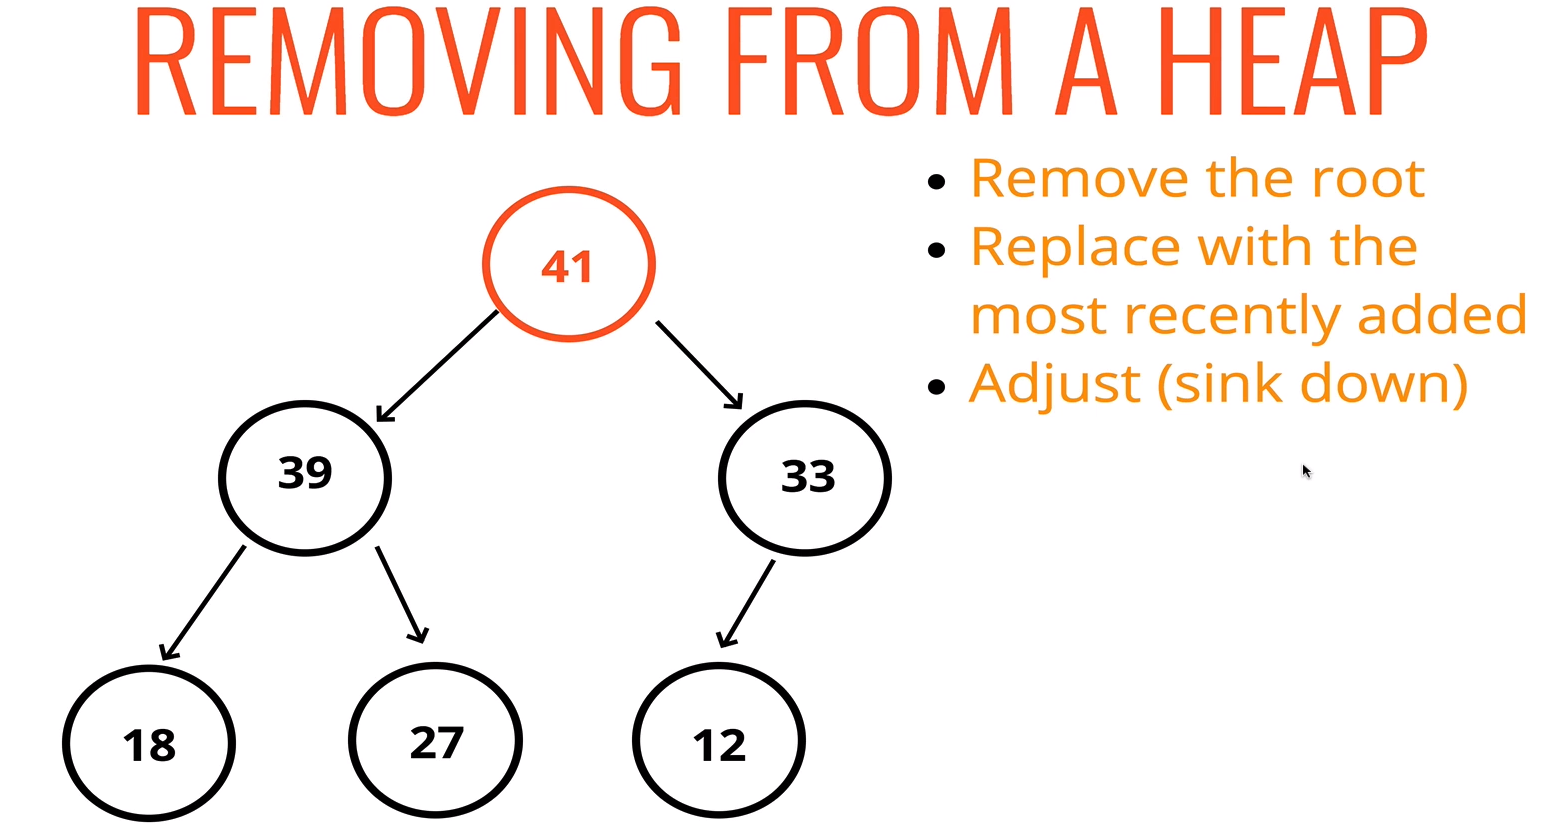 REMOVING FROM A HEAP
• Remove the root
• Replace with the
most recently added
• Adjust (sink down)
41
39
33
18
27
12